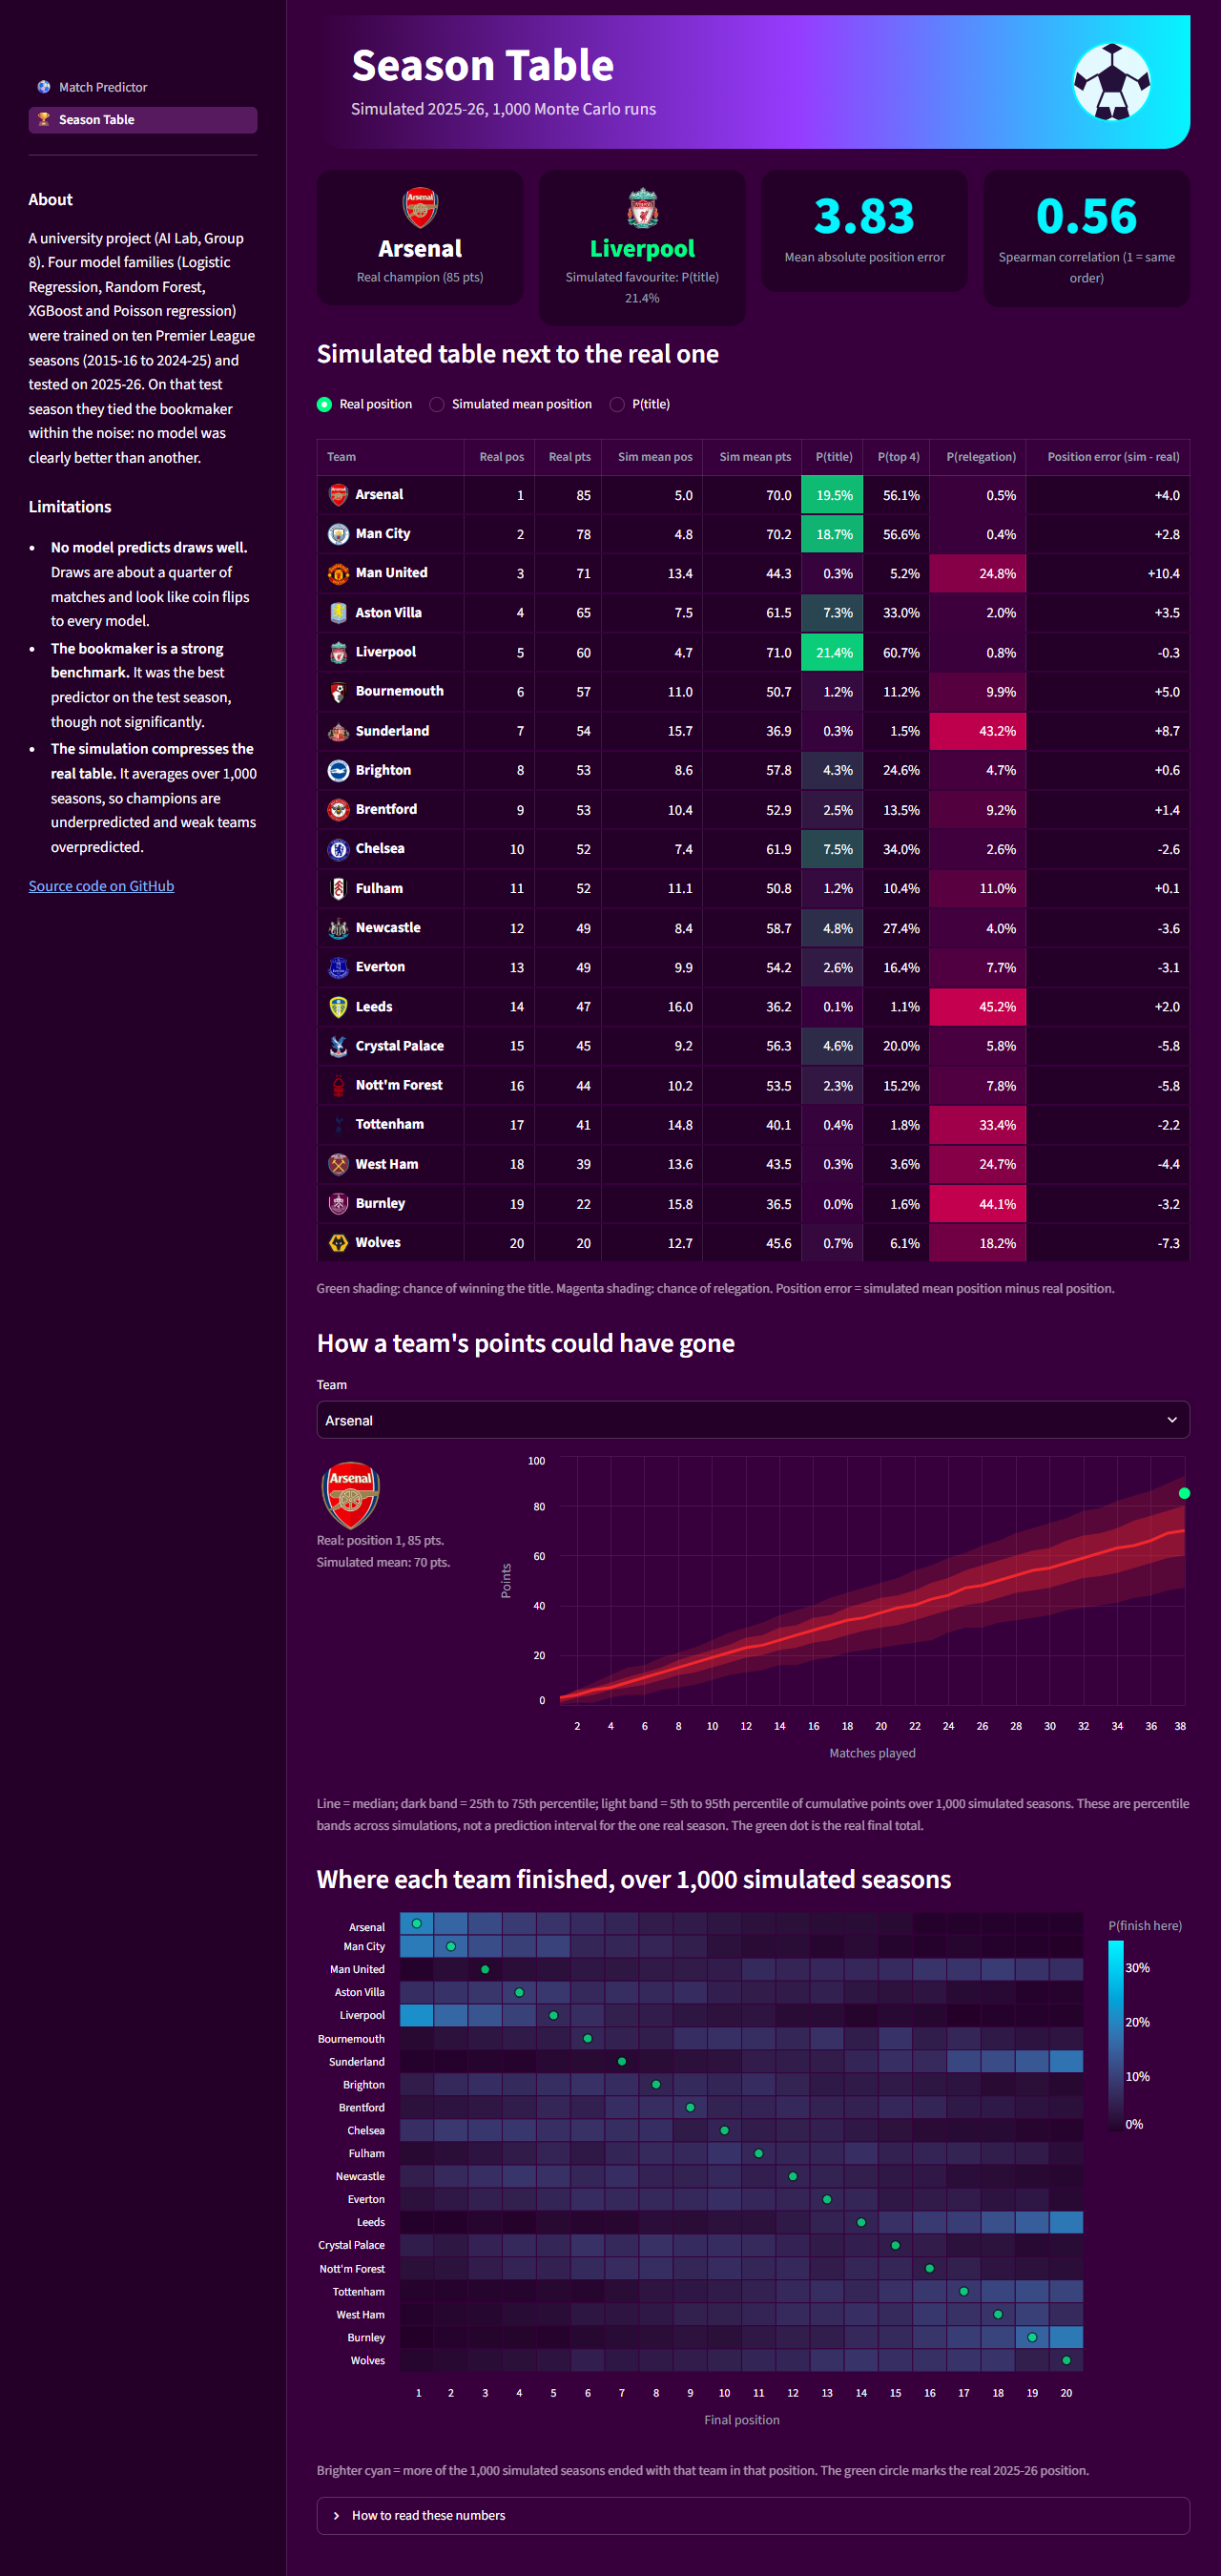 Match Predictor
Season Table
About
A university project (AI Lab, Group
8). Four model families (Logistic
Regression, Random Forest,
XGBoost and Poisson regression)
were trained on ten Premier League
seasons (2015-16 to 2024-25) and
tested on 2025-26. On that test
season they tied the bookmaker
within the noise: no model was
clearly better than another.
Limitations
• No model predicts draws well.
Draws are about a quarter of
matches and look like coin flips
to every model.
• The bookmaker is a strong
benchmark. It was the best
predictor on the test season,
though not significantly.
• The simulation compresses the
real table. It averages over 1,000
seasons, so champions are
underpredicted and weak teams
overpredicted.
Source code on GitHub
Season Table
Simulated 2025-26, 1,000 Monte Carlo runs
Arsenal
Arsenal
Real champion (85 pts)
Liverpool
Simulated favourite: P(title)
21.4%
3.83
Mean absolute position error
0.56
Spearman correlation (1 = same
order)
Simulated table next to the real one
Real position Simulated mean position P(title)
Team Real pos Real pts Sim mean pos Sim mean pts P(title) P(top 4) P(relegation) Position error (sim - real)
Arsenal 1 85 5.0 70.0 19.5% 56.1% 0.5% +4.0
Man City 2 78 4.8 70.2 18.7% 56.6% 0.4% +2.8
Man United 3 71 13.4 44.3 0.3% 5.2% 24.8% +10.4
Aston Villa 4 65 7.5 61.5 7.3% 33.0% 2.0% +3.5
Liverpool 5 60 4.7 71.0 21.4% 60.7% 0.8% -0.3
Bournemouth 6 57 11.0 50.7 1.2% 11.2% 9.9% +5.0
Sunderland 7 54 15.7 36.9 0.3% 1.5% 43.2% +8.7
Brighton 8 53 8.6 57.8 4.3% 24.6% 4.7% +0.6
Brentford 9 53 10.4 52.9 2.5% 13.5% 9.2% +1.4
Chelsea 10 52 7.4 61.9 7.5% 34.0% 2.6% -2.6
Fulham 11 52 11.1 50.8 1.2% 10.4% 11.0% +0.1
Newcastle 12 49 8.4 58.7 4.8% 27.4% 4.0% -3.6
Everton 13 49 9.9 54.2 2.6% 16.4% 7.7% -3.1
Leeds 14 47 16.0 36.2 0.1% 1.1% 45.2% +2.0
Crystal Palace 15 45 9.2 56.3 4.6% 20.0% 5.8% -5.8
Nott'm Forest 16 44 10.2 53.5 2.3% 15.2% 7.8% -5.8
Tottenham 17 41 14.8 40.1 0.4% 1.8% 33.4% -2.2
West Ham 18 39 13.6 43.5 0.3% 3.6% 24.7% -4.4
Burnley 19 22 15.8 36.5 0.0% 1.6% 44.1% -3.2
Wolves 20 20 12.7 45.6 0.7% 6.1% 18.2% -7.3
Green shading: chance of winning the title. Magenta shading: chance of relegation. Position error = simulated mean position minus real position.
How a team's points could have gone
Team
Arsenal
Arsenal
Real: position 1, 85 pts.
Simulated mean: 70 pts.
Points
100
80
60
40
20
0
2 4 6 8 10 12 14 16 18 20 22 24 26 28 30 32 34 36 38
Matches played
Line = median; dark band = 25th to 75th percentile; light band = 5th to 95th percentile of cumulative points over 1,000 simulated seasons. These are percentile
bands across simulations, not a prediction interval for the one real season. The green dot is the real final total.
Where each team finished, over 1,000 simulated seasons
Arsenal
Man City
Man United
Aston Villa
Liverpool
Bournemouth
Sunderland
Brighton
Brentford
Chelsea
Fulham
Newcastle
Everton
Leeds
Crystal Palace
Nott'm Forest
Tottenham
West Ham
Burnley
Wolves
1 2 3 4 5 6 7 8 9 10 11 12 13 14 15 16 17 18 19 20
Final position
P(finish here)
30%
20%
10%
0%
Brighter cyan = more of the 1,000 simulated seasons ended with that team in that position. The green circle marks the real 2025-26 position.
How to read these numbers